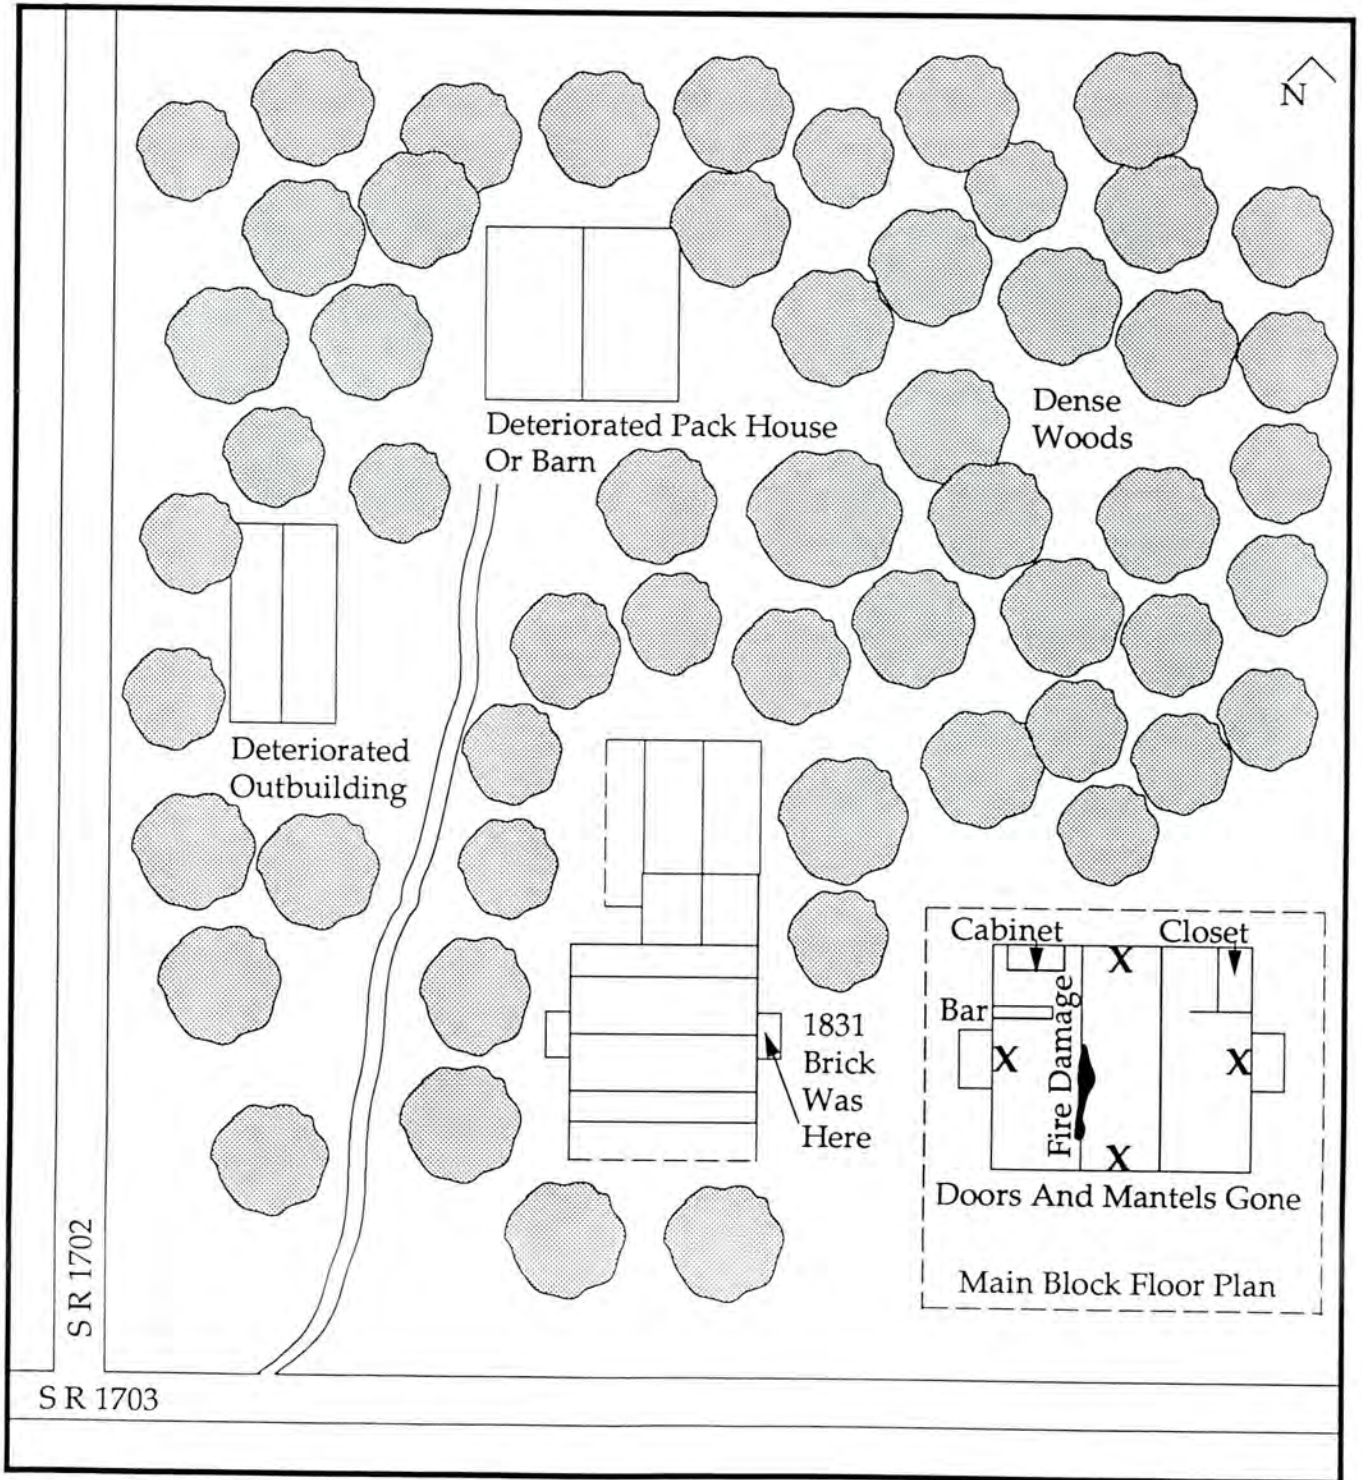 N
Dense
Woods
Deteriorated Pack House
Or Barn
Deteriorated
Outbuilding
1831
Brick
Was
Here
Cabinet
Closet
X
Bar
Fire Damage
X
X
X
Doors And Mantels Gone
Main Block Floor Plan
S R 1702
S R 1703